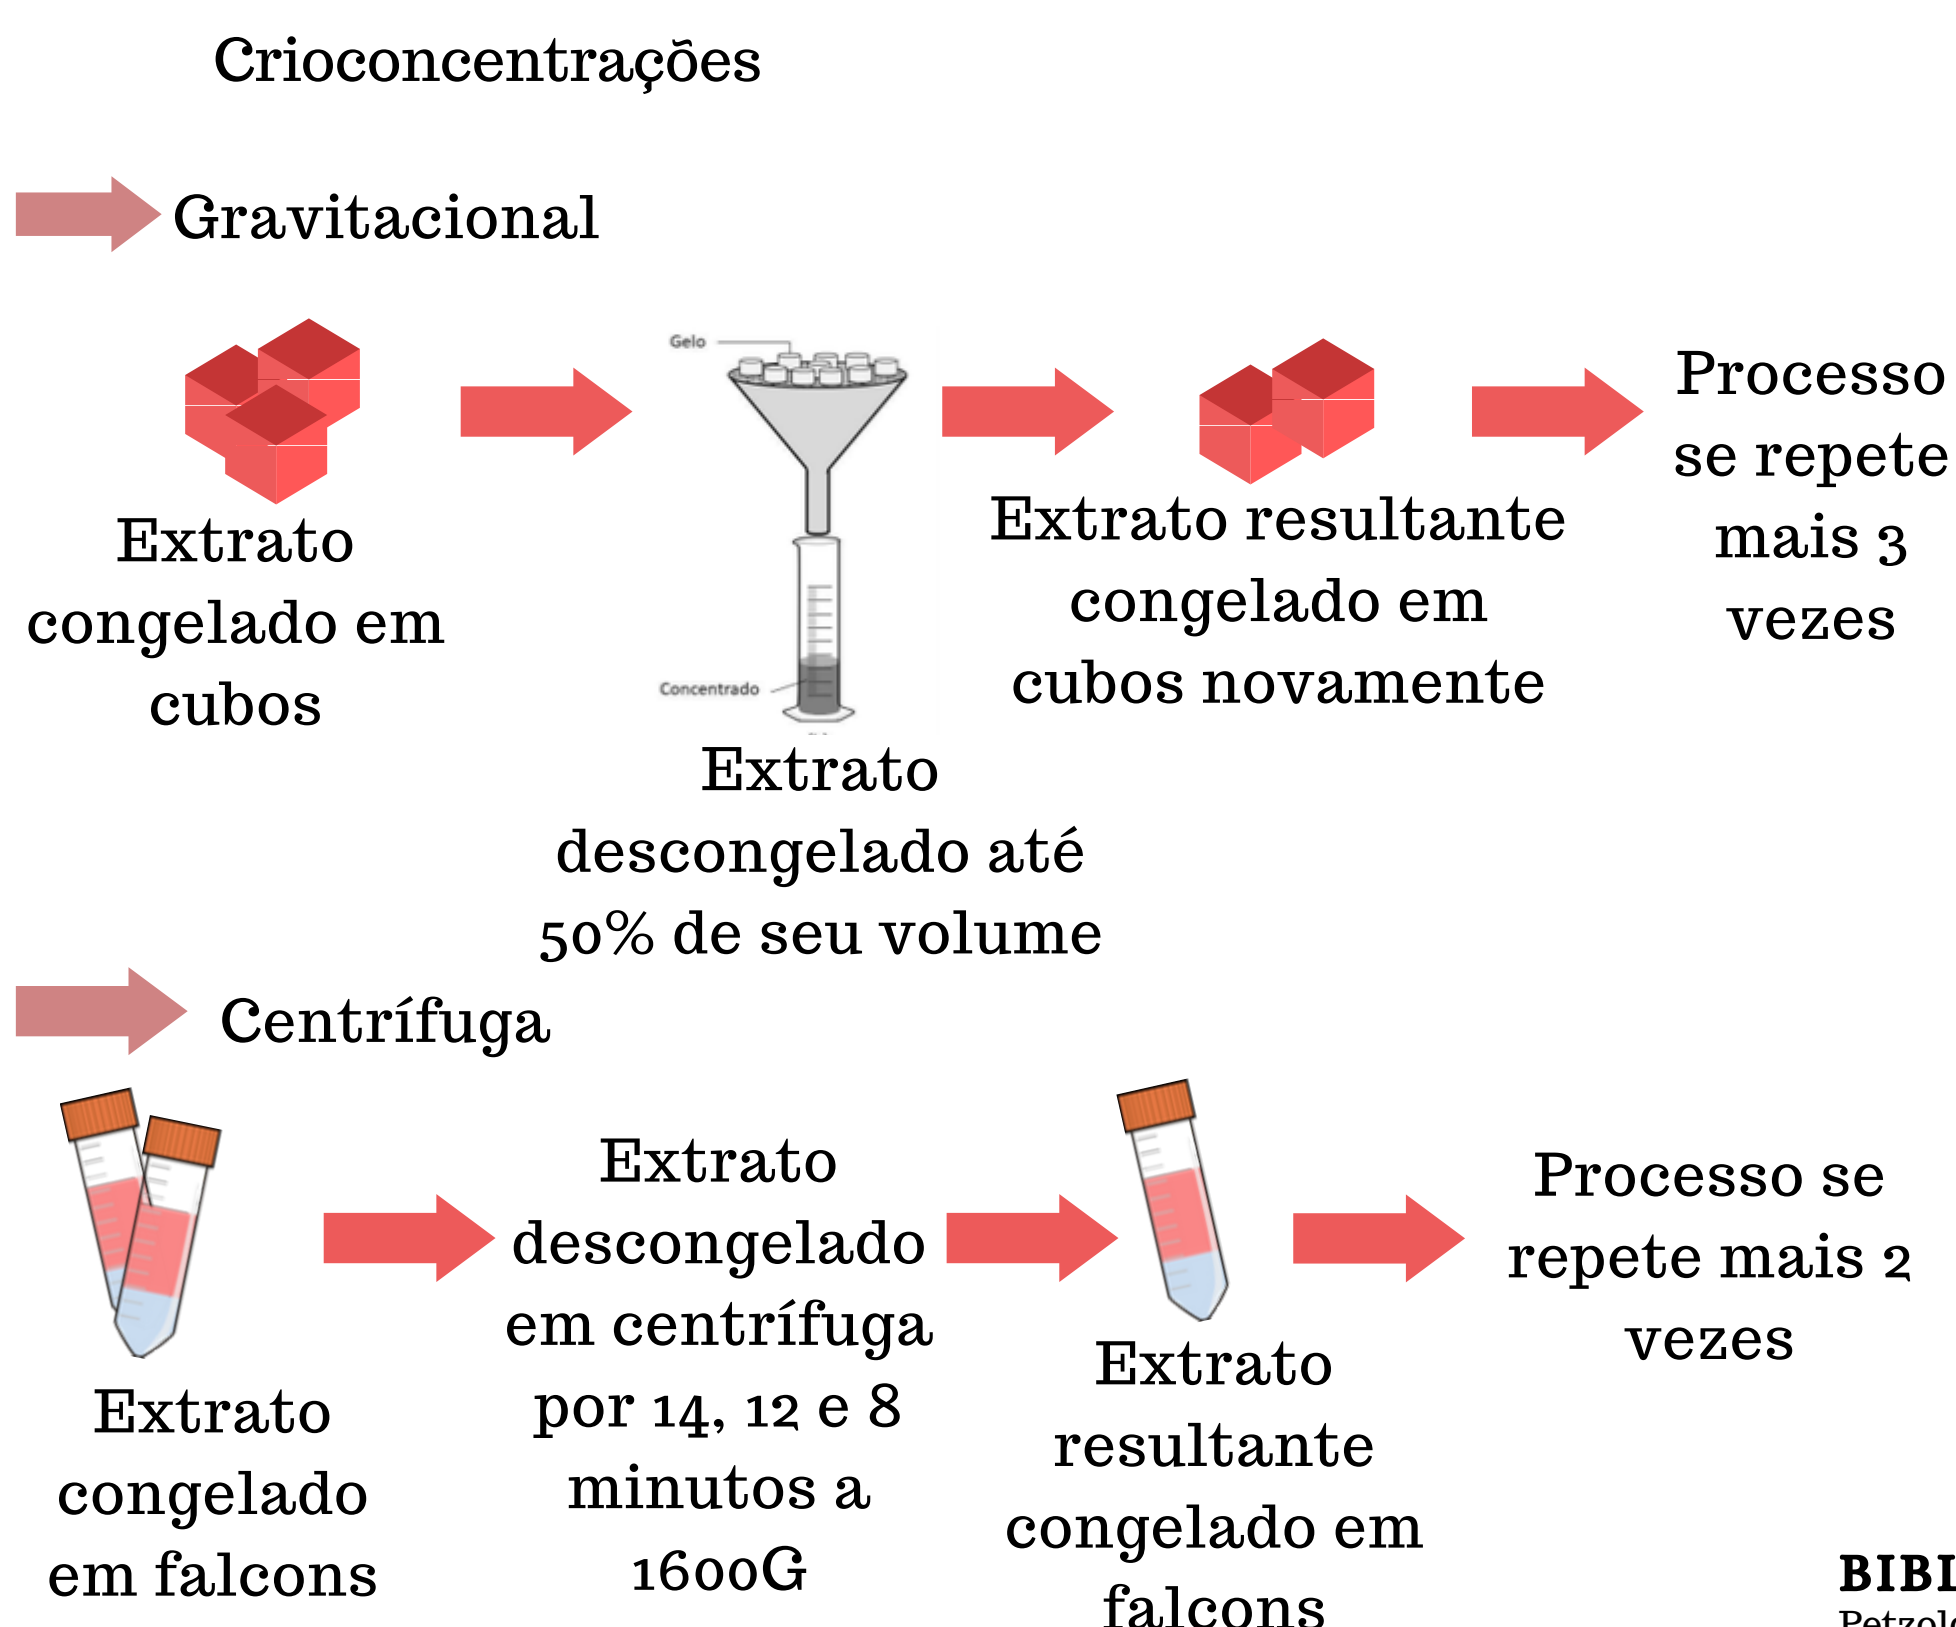 Crioconcentrações
Gravitacional
Gelo
Concentrado
Extrato
congelado em
cubos
Extrato
descongelado até
50% de seu volume
Extrato resultante
congelado em
cubos novamente
Processo
se repete
mais 3
vezes
Centrífuga
Extrato
congelado
em falcons
Extrato
descongelado
em centrífuga
por 14, 12 e 8
minutos a
1600G
Extrato
resultante
congelado em
falcons
Processo se
repete mais 2
vezes